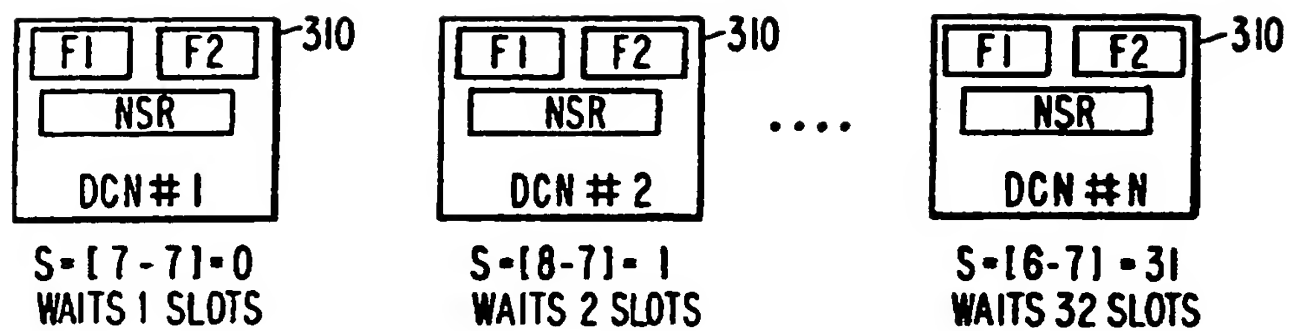 F1 F2 310
NSR
DCN # 1
S=[7-7]=0
WAITS 1 SLOTS
F1 F2 310
NSR
DCN # 2
S=[8-7]= 1
WAITS 2 SLOTS
....
F1 F2 310
NSR
DCN # N
S=[6-7] =31
WAITS 32 SLOTS